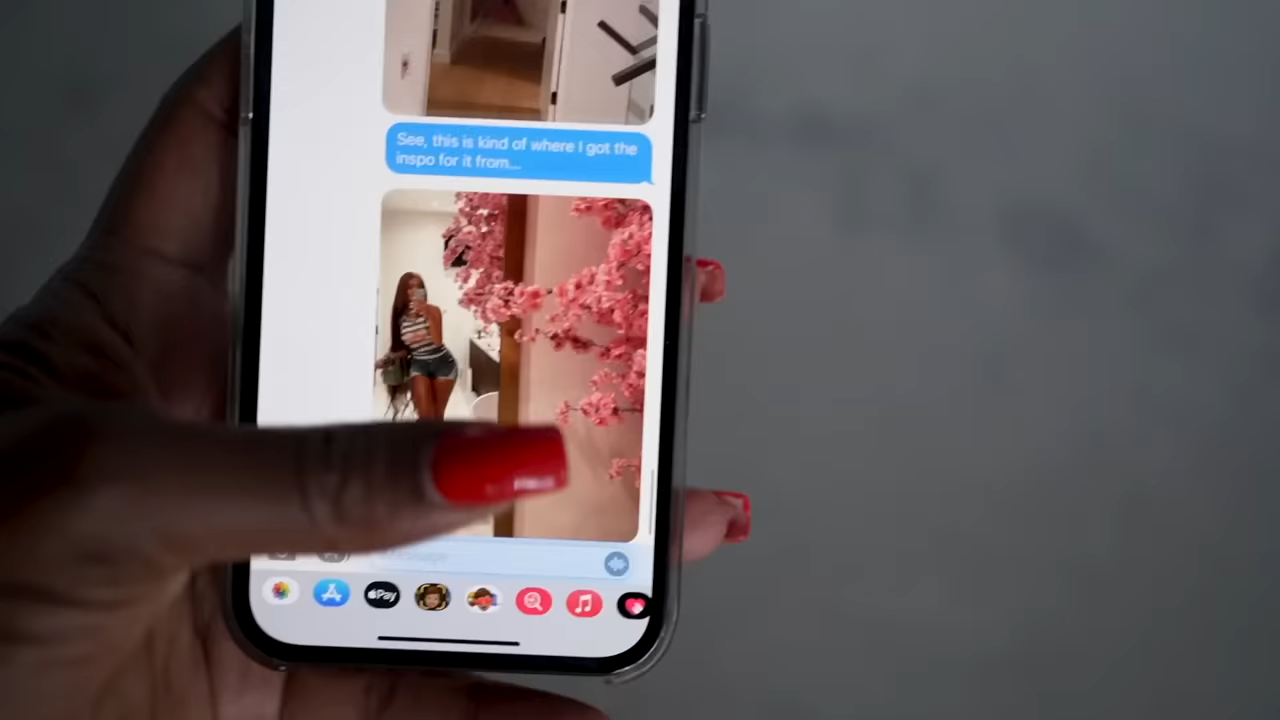 See, this is kind of where I got the
inspo for it from...
Pay